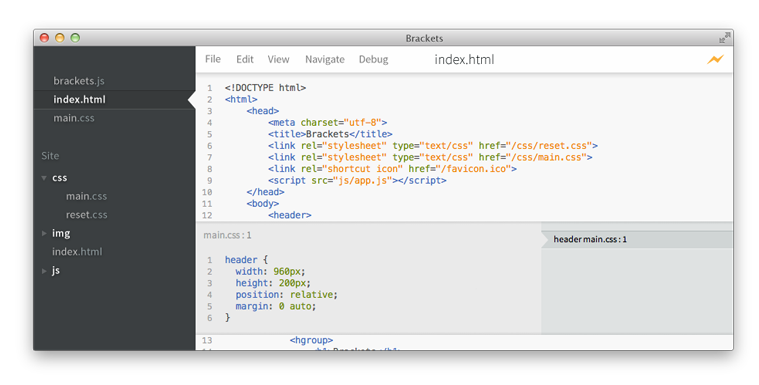 Brackets
brackets.js
index.html
main.css
Site
css
main.css
reset.css
img
index.html
js
File Edit View Navigate Debug index.html
1 <!DOCTYPE html>
2 <html>
3 <head>
4 <meta charset="utf-8">
5 <title>Brackets</title>
6 <link rel="stylesheet" type="text/css" href="/css/reset.css">
7 <link rel="stylesheet" type="text/css" href="/css/main.css">
8 <link rel="shortcut icon" href="/favicon.ico">
9 <script src="js/app.js"></script>
10 </head>
11 <body>
12 <header>
main.css : 1
1 header {
2 width: 960px;
3 height: 200px;
4 position: relative;
5 margin: 0 auto;
6 }
header main.css : 1
13 <hgroup>